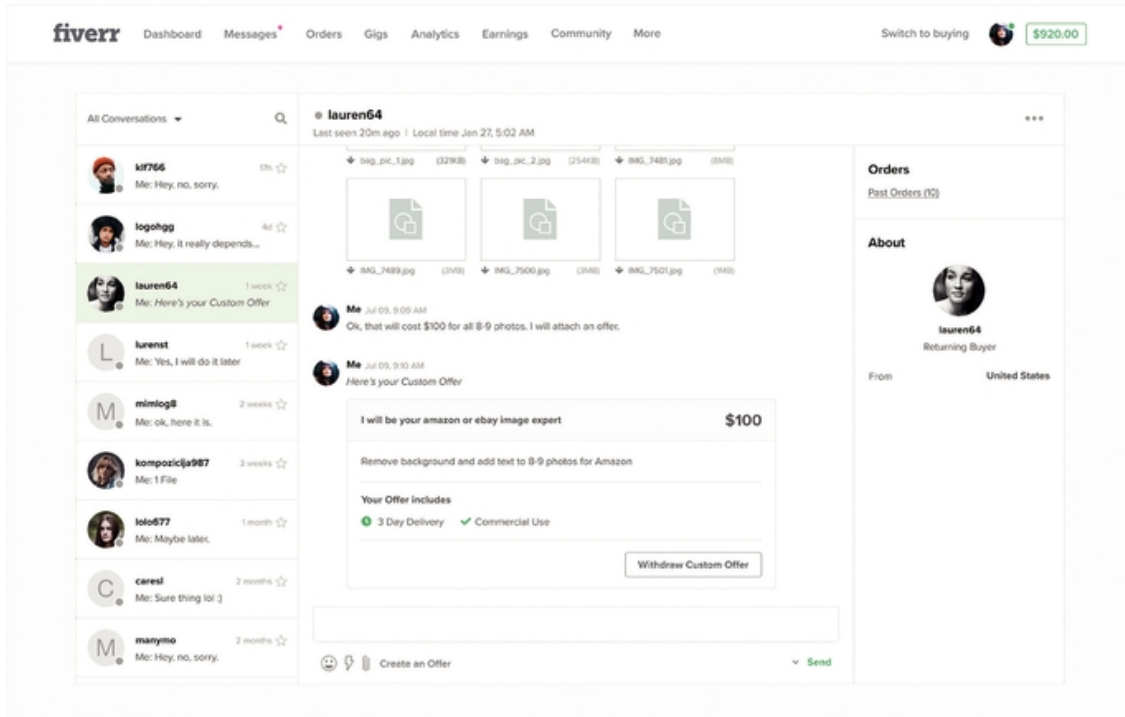 fiverr Dashboard Messages Orders Gigs Analytics Earnings Community More Switch to buying $920.00
All Conversations
klf766 17h
Me: Hey, no, sorry.
logohgg 4d
Me: Hey, it really depends...
lauren64 1 week
Me: Here's your Custom Offer
lurenst 1 week
Me: Yes, I will do it later
L
mimlog8 2 weeks
Me: ok, here it is.
M
kompozicija987 3 weeks
Me: 1 File
lolo677 1 month
Me: Maybe later.
caresl 2 months
Me: Sure thing lol :)
C
manymo 2 months
Me: Hey, no, sorry.
M
lauren64
Last seen 20m ago | Local time Jan 27, 5:02 AM
bag_pic_1.jpg (321KB) bag_pic_2.jpg (254KB) IMG_7481.jpg (8MB)
IMG_7489.jpg (3MB) IMG_7500.jpg (3MB) IMG_7501.jpg (1MB)
Me Jul 09, 9:09 AM
Ok, that will cost $100 for all 8-9 photos. I will attach an offer.
Me Jul 09, 9:10 AM
Here's your Custom Offer
I will be your amazon or ebay image expert $100
Remove background and add text to 8-9 photos for Amazon
Your Offer includes
3 Day Delivery Commercial Use
Withdraw Custom Offer
Create an Offer Send
Orders
Past Orders (10)
About
lauren64
Returning Buyer
From United States